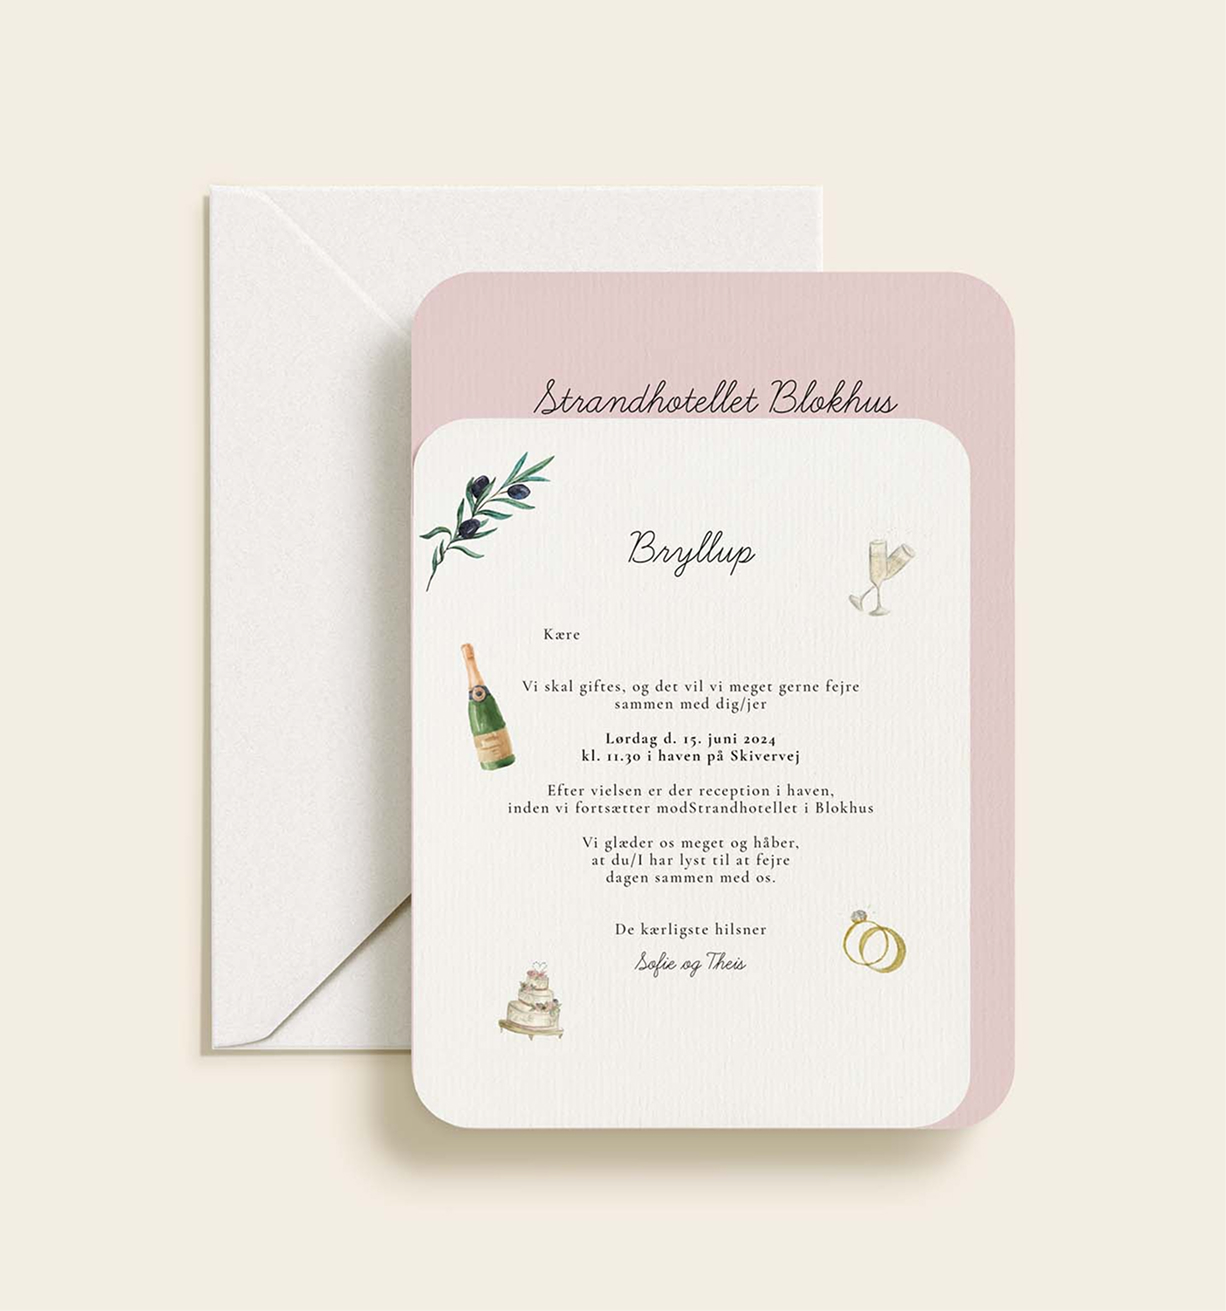 Strandhotellet Blokhus
Bryllup
Kære
Vi skal giftes, og det vil vi meget gerne fejre
sammen med dig/jer
Lørdag d. 15. juni 2024
kl. 11.30 i haven på Skivervej
Efter vielsen er der reception i haven,
inden vi fortsætter modStrandhotellet i Blokhus
Vi glæder os meget og håber,
at du/I har lyst til at fejre
dagen sammen med os.
De kærligste hilsner
Sofie og Theis